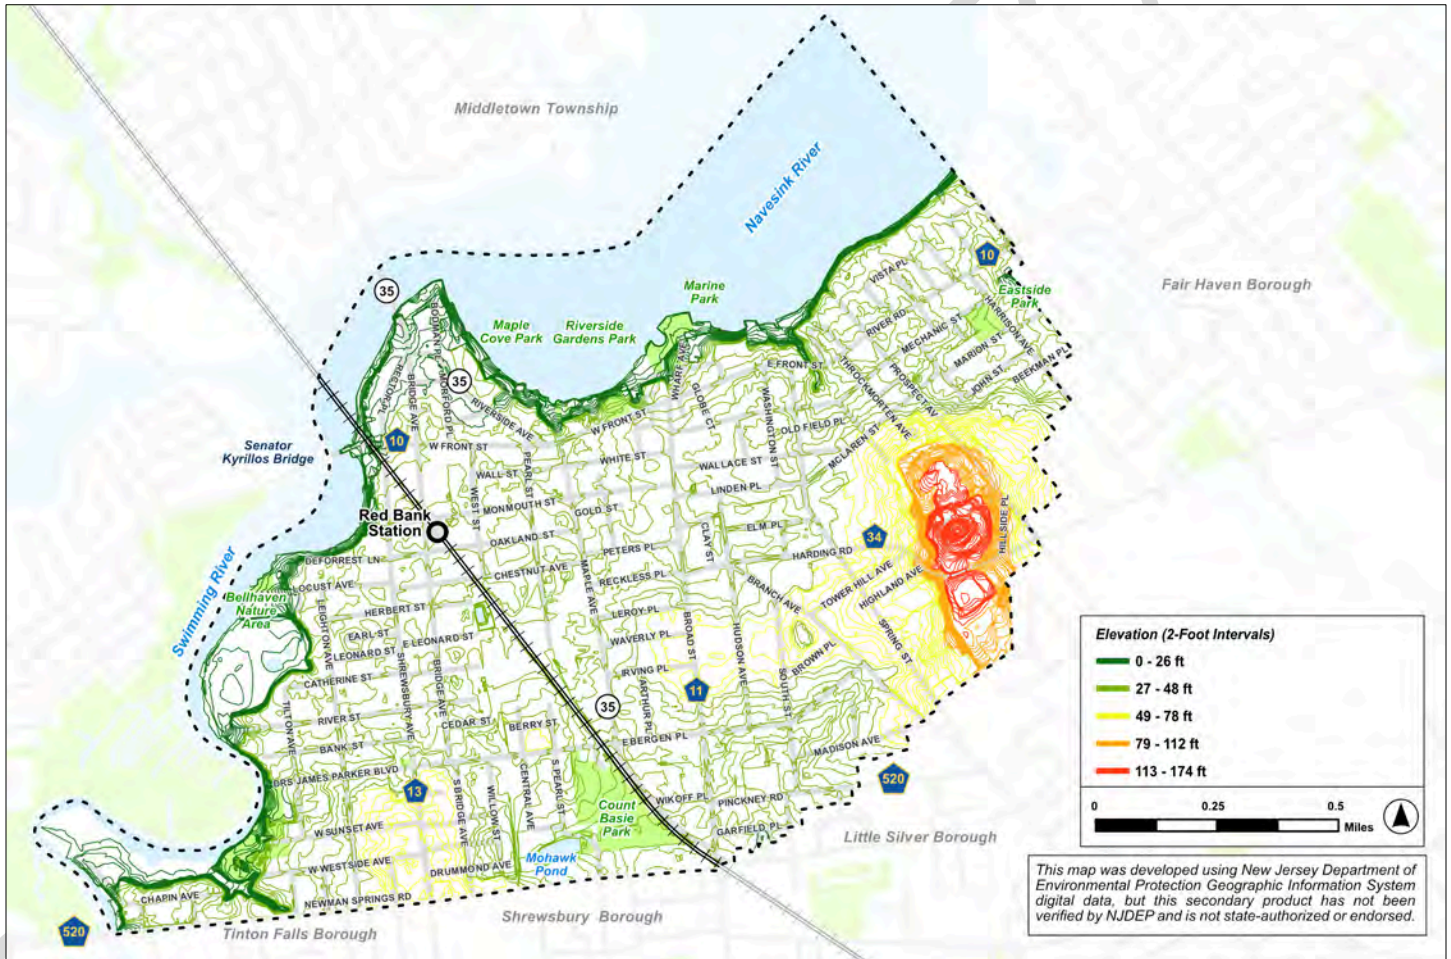 Middletown Township
Navesink River
Fair Haven Borough
10
Eastside
Park
VISTA PL
HARRISON AVE
RIVER RD
MECHANIC ST
MARION ST
JOHN ST
BEEKMAN PL
THROCKMORTEN AVE
PROSPECT AV
35
BODMAN PL
Maple
Cove Park
Riverside
Gardens Park
Marine
Park
RECTOR PL
BRIDGE AVE
MORFORD PL
35
RIVERSIDE AVE
WHARF AVE
E FRONT ST
GLOBE CT
WASHINGTON ST
OLD FIELD PL
MCLAREN ST
Senator
Kyrillos Bridge
10
W FRONT ST
W FRONT ST
WHITE ST
WALLACE ST
WALL ST
PEARL ST
LINDEN PL
WEST ST
MONMOUTH ST
GOLD ST
Red Bank
Station
OAKLAND ST
PETERS PL
CLAY ST
ELM PL
34
HARDING RD
HILLSIDE PL
Swimming River
DEFORREST LN
LOCUST AVE
CHESTNUT AVE
MAPLE AVE
RECKLESS PL
BRANCH AVE
TOWER HILL AVE
HIGHLAND AVE
Bellhaven
Nature
Area
LEIGHTON AVE
HERBERT ST
LEROY PL
EARL ST
E LEONARD ST
LEONARD ST
WAVERLY PL
BROAD ST
HUDSON AVE
SPRING ST
BROWN PL
CATHERINE ST
SHREWSBURY AVE
BRIDGE AVE
IRVING PL
ARTHUR PL
11
SOUTH ST
TILTON AVE
RIVER ST
CEDAR ST
BERRY ST
35
BANK ST
E BERGEN PL
MADISON AVE
DRS JAMES PARKER BLVD
13
S BRIDGE AVE
WILLOW ST
CENTRAL AVE
S PEARL ST
520
Count
Basie
Park
WIKOFF PL
PINCKNEY RD
GARFIELD PL
W SUNSET AVE
W WESTSIDE AVE
DRUMMOND AVE
Mohawk
Pond
Little Silver Borough
CHAPIN AVE
NEWMAN SPRINGS RD
Shrewsbury Borough
520
Tinton Falls Borough
Elevation (2-Foot Intervals)
0 - 26 ft
27 - 48 ft
49 - 78 ft
79 - 112 ft
113 - 174 ft
0 0.25 0.5
Miles
This map was developed using New Jersey Department of
Environmental Protection Geographic Information System
digital data, but this secondary product has not been
verified by NJDEP and is not state-authorized or endorsed.